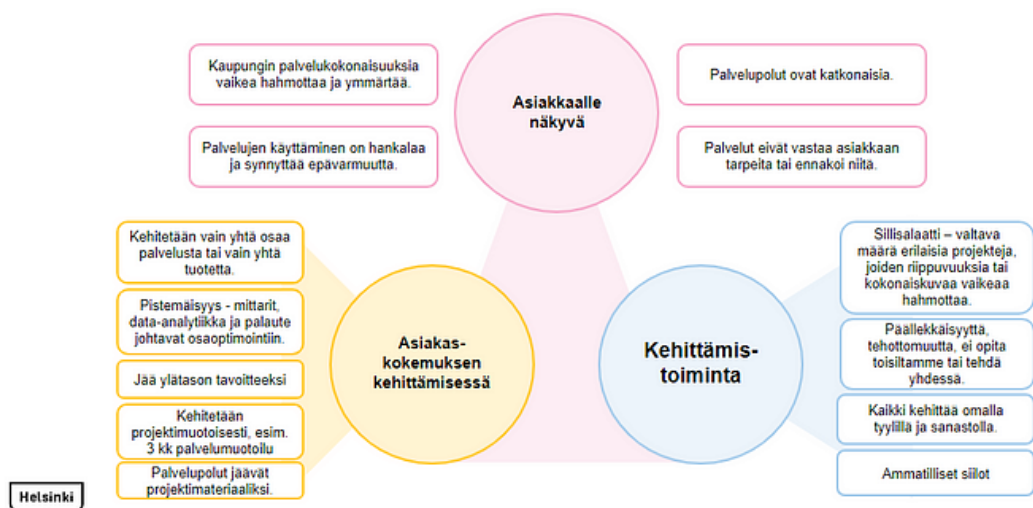 Kaupungin palvelukokonaisuuksia
vaikea hahmottaa ja ymmärtää.
Palvelujen käyttäminen on hankalaa
ja synnyttää epävarmuutta.
Asiakkaalle
näkyvä
Palvelupolut ovat katkonaisia.
Palvelut eivät vastaa asiakkaan
tarpeita tai ennakoi niitä.
Kehitetään vain yhtä osaa
palvelusta tai vain yhtä
tuotetta.
Pistemäisyys - mittarit,
data-analytiikka ja palaute
johtavat osaoptimointiin.
Jää ylätason tavoitteeksi
Kehitetään
projektimuotoisesti, esim.
3 kk palvelumuotoilu
Palvelupolut jäävät
projektimateriaaliksi.
Asiakas-
kokemuksen
kehittämisessä
Kehittämis-
toiminta
Sillisalaatti – valtava
määrä erilaisia projekteja,
joiden riippuvuuksia tai
kokonaiskuvaa vaikeaa
hahmottaa.
Päällekkäisyyttä,
tehottomuutta, ei opita
toisiltamme tai tehdä
yhdessä.
Kaikki kehittää omalla
tyylillä ja sanastolla.
Ammatilliset siilot
Helsinki